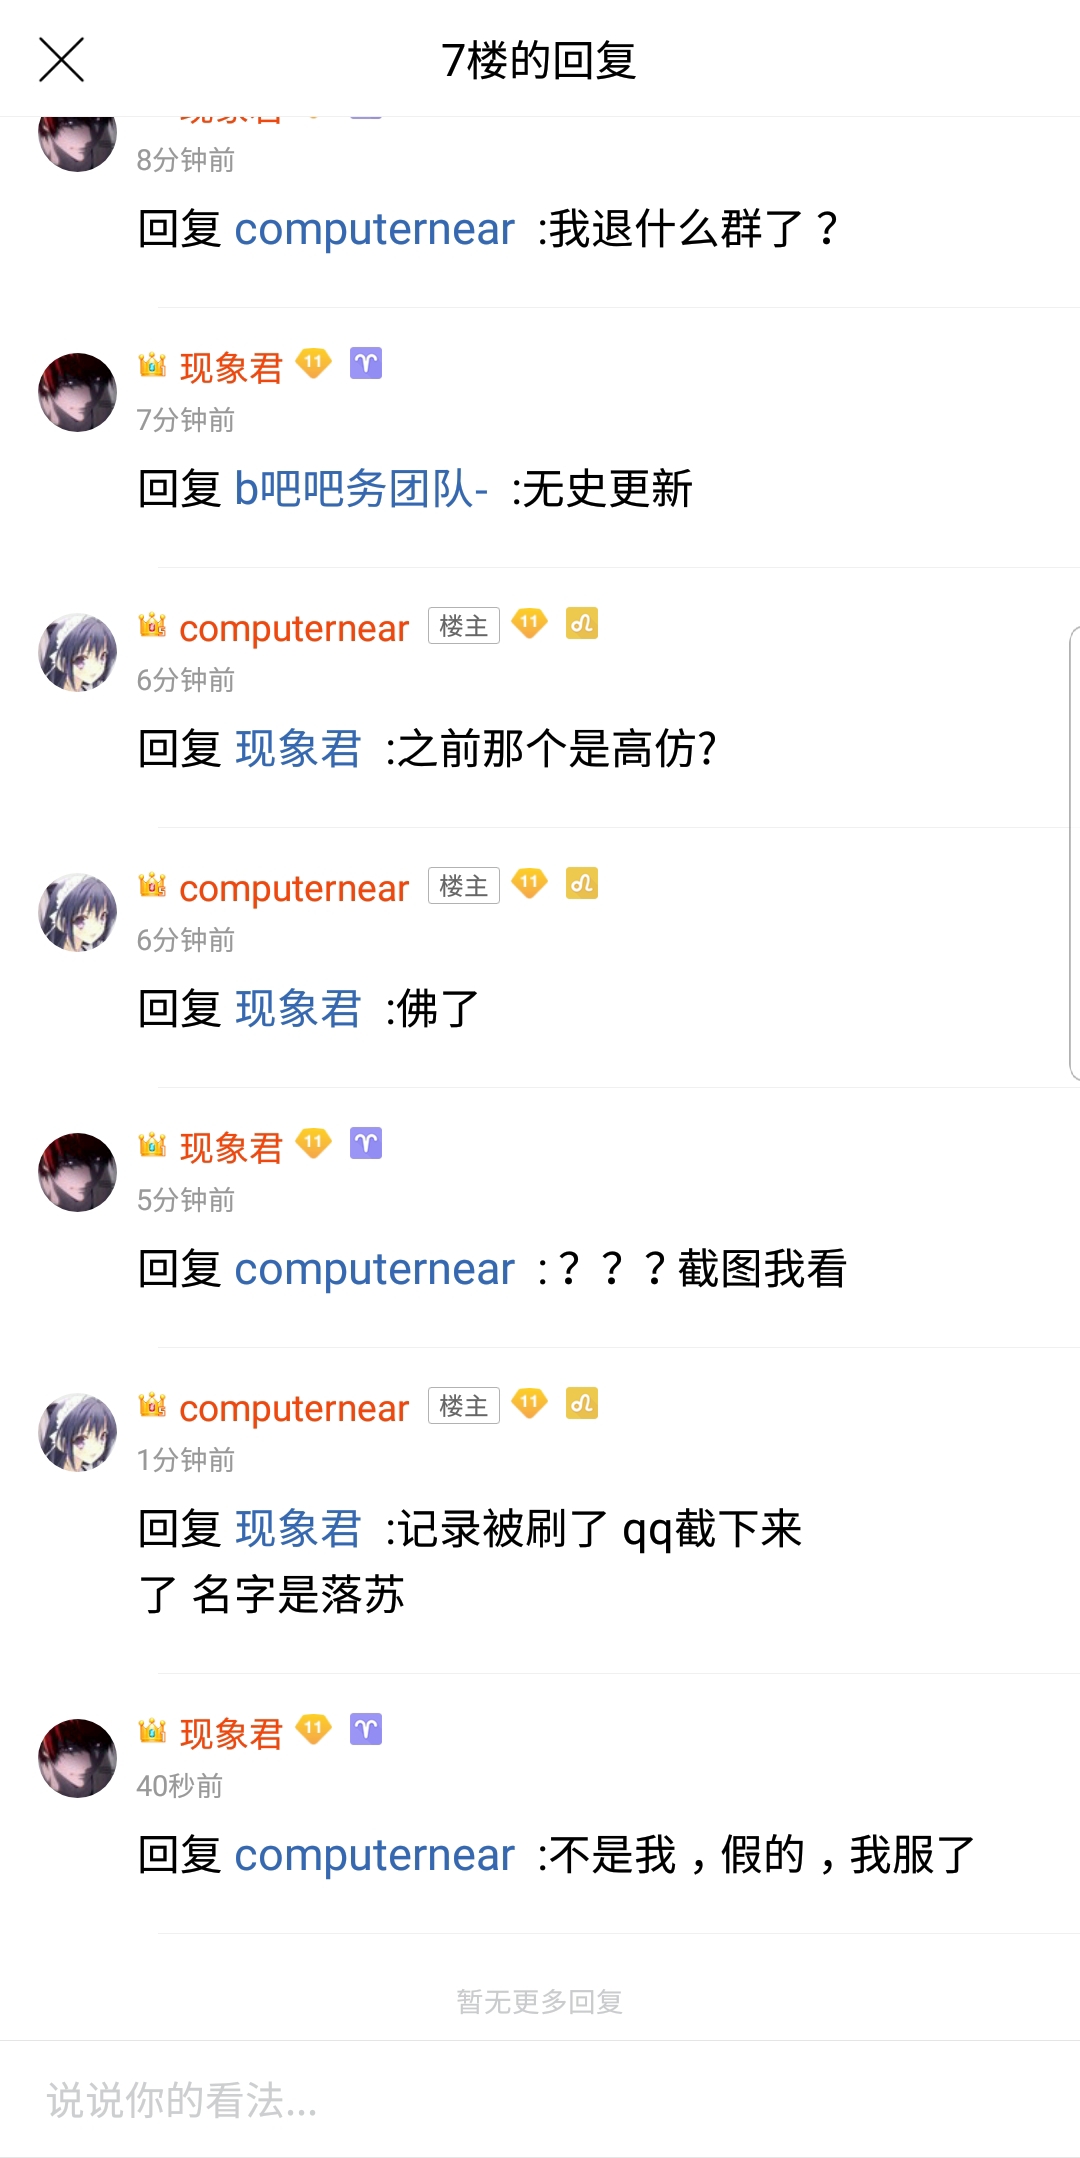 7楼的回复
现象君
8分钟前
回复 computernear :我退什么群了？
现象君 11
7分钟前
回复 b吧吧务团队- :无史更新
computernear 楼主 11
6分钟前
回复 现象君 :之前那个是高仿?
computernear 楼主 11
6分钟前
回复 现象君 :佛了
现象君 11
5分钟前
回复 computernear :？？？截图我看
computernear 楼主 11
1分钟前
回复 现象君 :记录被刷了 qq截下来
了 名字是落苏
现象君 11
40秒前
回复 computernear :不是我，假的，我服了
暂无更多回复
说说你的看法...